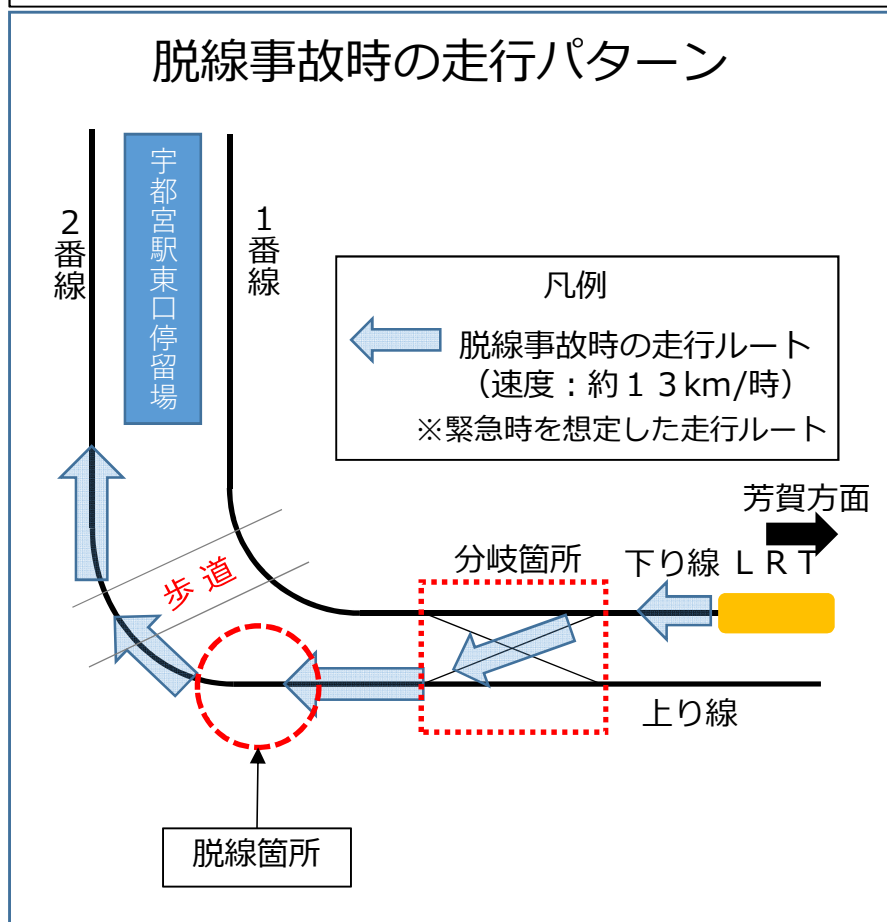 脱線事故時の走行パターン
宇都宮駅東口停留場
2番線
1番線
凡例
脱線事故時の走行ルート
(速度:約13km/時)
※緊急時を想定した走行ルート
芳賀方面
分岐箇所
下り線 LRT
歩道
上り線
脱線箇所